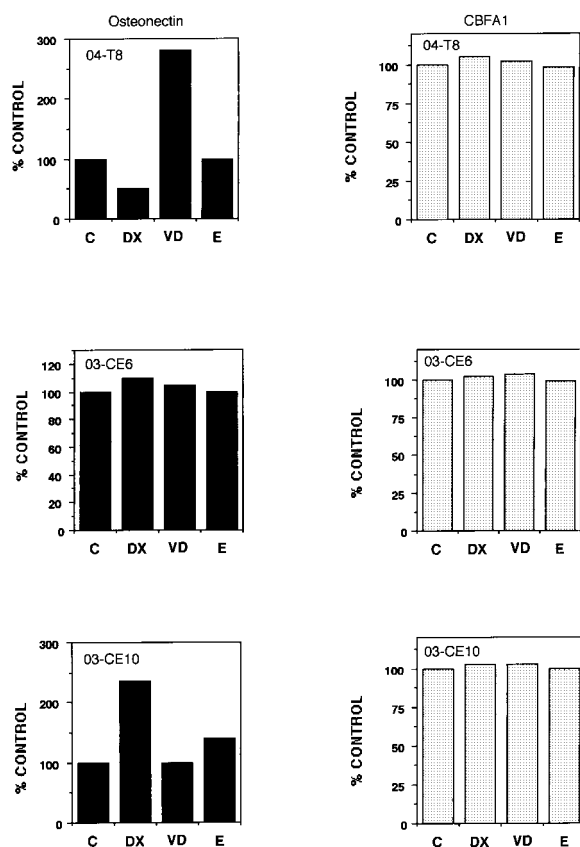 Osteonectin
300
04-T8
200
100
0
% CONTROL
C DX VD E
CBFA1
04-T8
100
75
50
25
0
% CONTROL
C DX VD E
03-CE6
120
100
80
60
40
20
0
% CONTROL
C DX VD E
03-CE6
100
75
50
25
0
% CONTROL
C DX VD E
300
03-CE10
200
100
0
% CONTROL
C DX VD E
03-CE10
100
75
50
25
0
% CONTROL
C DX VD E